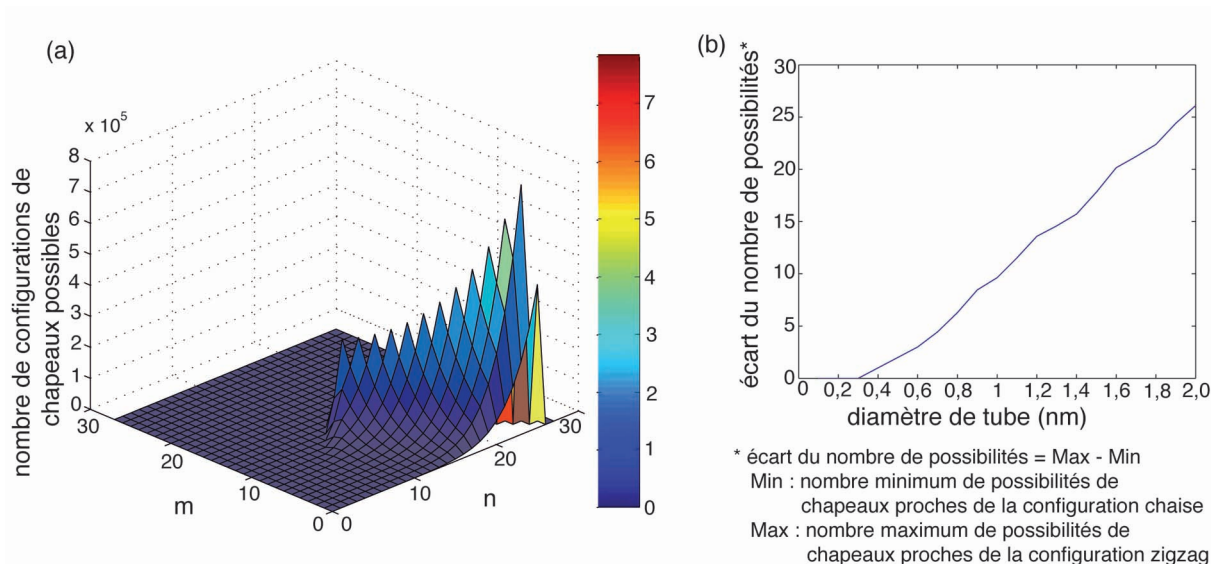 (a)
x 10⁵
nombre de configurations de
chapeaux possibles
8
7
6
5
4
3
2
1
0
30
20
10
0
m
0
10
20
30
n
7
6
5
4
3
2
1
0
(b)
écart du nombre de possibilités*
30
25
20
15
10
5
0
0 0,2 0,4 0,6 0,8 1 1,2 1,4 1,6 1,8 2,0
diamètre de tube (nm)
* écart du nombre de possibilités = Max - Min
Min : nombre minimum de possibilités de
chapeaux proches de la configuration chaise
Max : nombre maximum de possibilités de
chapeaux proches de la configuration zigzag